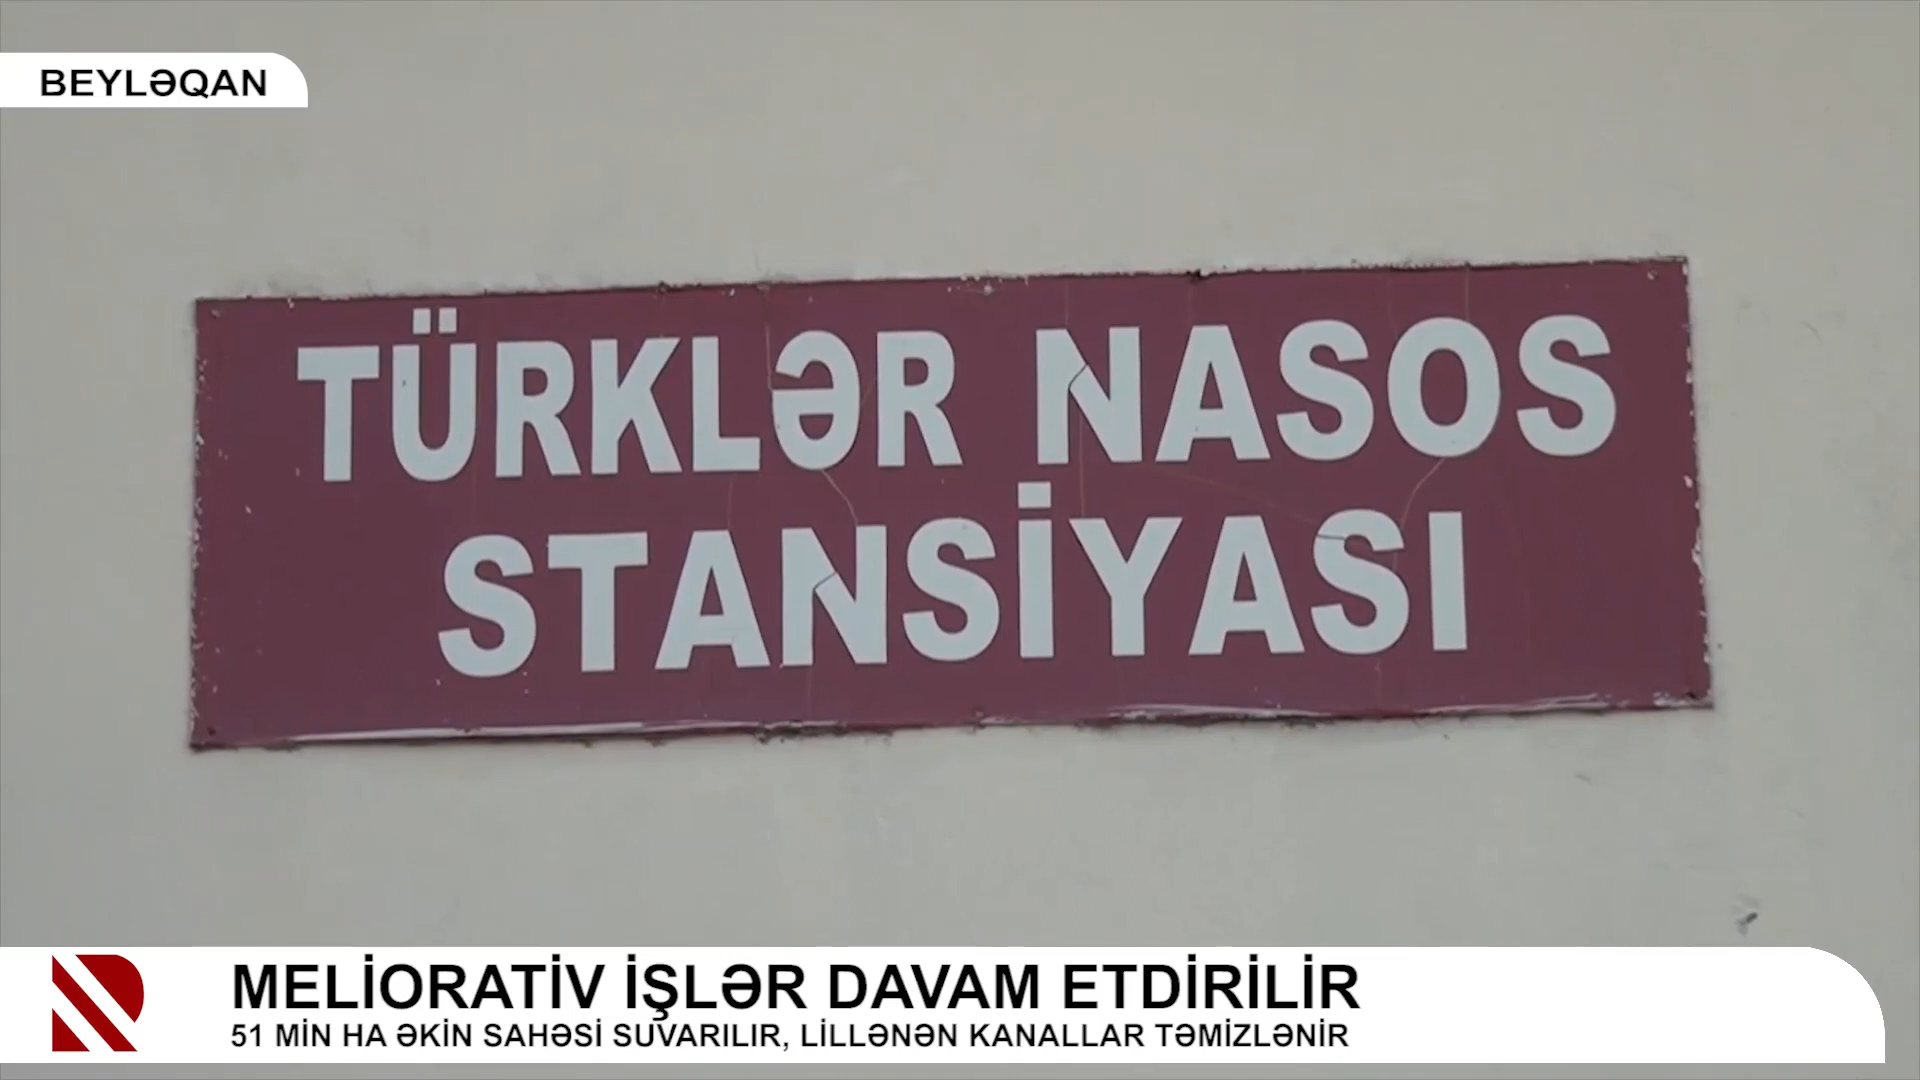 BEYLƏQAN
TÜRKLƏR NASOS
STANSİYASI
MELİORATİV İŞLƏR DAVAM ETDİRİLİR
51 MİN HA ƏKİN SAHƏSİ SUVARILIR, LİLLƏNƏN KANALLAR TƏMİZLƏNİR